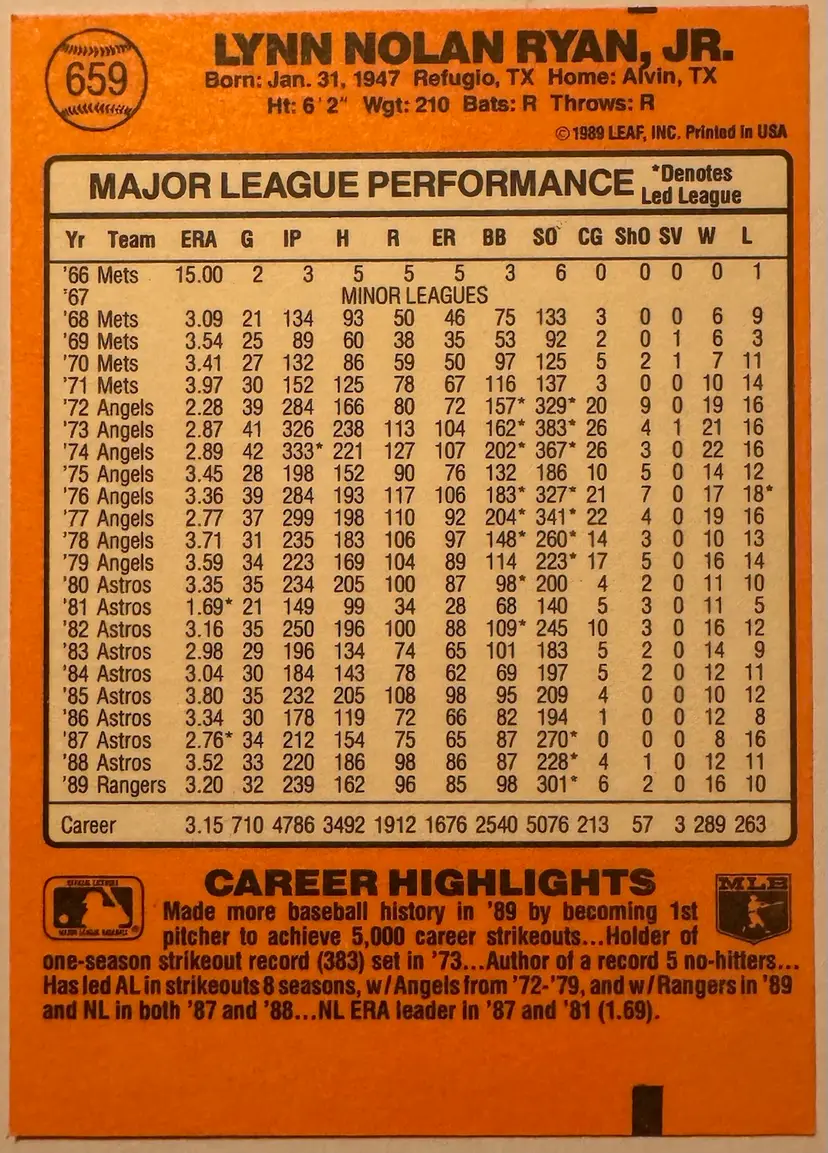 659
LYNN NOLAN RYAN, JR.
Born: Jan. 31, 1947 Refugio, TX Home: Alvin, TX
Ht: 6'2" Wgt: 210 Bats: R Throws: R
© 1989 LEAF, INC. Printed in USA
MAJOR LEAGUE PERFORMANCE *Denotes Led League
Yr Team ERA G IP H R ER BB SO CG ShO SV W L
'66 Mets 15.00 2 3 5 5 5 3 6 0 0 0 0 1
'67 MINOR LEAGUES
'68 Mets 3.09 21 134 93 50 46 75 133 3 0 0 6 9
'69 Mets 3.54 25 89 60 38 35 53 92 2 0 1 6 3
'70 Mets 3.41 27 132 86 59 50 97 125 5 2 1 7 11
'71 Mets 3.97 30 152 125 78 67 116 137 3 0 0 10 14
'72 Angels 2.28 39 284 166 80 72 157* 329* 20 9 0 19 16
'73 Angels 2.87 41 326 238 113 104 162* 383* 26 4 1 21 16
'74 Angels 2.89 42 333* 221 127 107 202* 367* 26 3 0 22 16
'75 Angels 3.45 28 198 152 90 76 132 186 10 5 0 14 12
'76 Angels 3.36 39 284 193 117 106 183* 327* 21 7 0 17 18*
'77 Angels 2.77 37 299 198 110 92 204* 341* 22 4 0 19 16
'78 Angels 3.71 31 235 183 106 97 148* 260* 14 3 0 10 13
'79 Angels 3.59 34 223 169 104 89 114 223* 17 5 0 16 14
'80 Astros 3.35 35 234 205 100 87 98* 200 4 2 0 11 10
'81 Astros 1.69* 21 149 99 34 28 68 140 5 3 0 11 5
'82 Astros 3.16 35 250 196 100 88 109* 245 10 3 0 16 12
'83 Astros 2.98 29 196 134 74 65 101 183 5 2 0 14 9
'84 Astros 3.04 30 184 143 78 62 69 197 5 2 0 12 11
'85 Astros 3.80 35 232 205 108 98 95 209 4 0 0 10 12
'86 Astros 3.34 30 178 119 72 66 82 194 1 0 0 12 8
'87 Astros 2.76* 34 212 154 75 65 87 270* 0 0 0 8 16
'88 Astros 3.52 33 220 186 98 86 87 228* 4 1 0 12 11
'89 Rangers 3.20 32 239 162 96 85 98 301* 6 2 0 16 10
Career 3.15 710 4786 3492 1912 1676 2540 5076 213 57 3 289 263
CAREER HIGHLIGHTS
OFFICIAL LICENSEE
MAJOR LEAGUE BASEBALL
®
MLB
Made more baseball history in '89 by becoming 1st
pitcher to achieve 5,000 career strikeouts...Holder of
one-season strikeout record (383) set in '73...Author of a record 5 no-hitters...
Has led AL in strikeouts 8 seasons, w/Angels from '72-'79, and w/Rangers in '89
and NL in both '87 and '88...NL ERA leader in '87 and '81 (1.69).